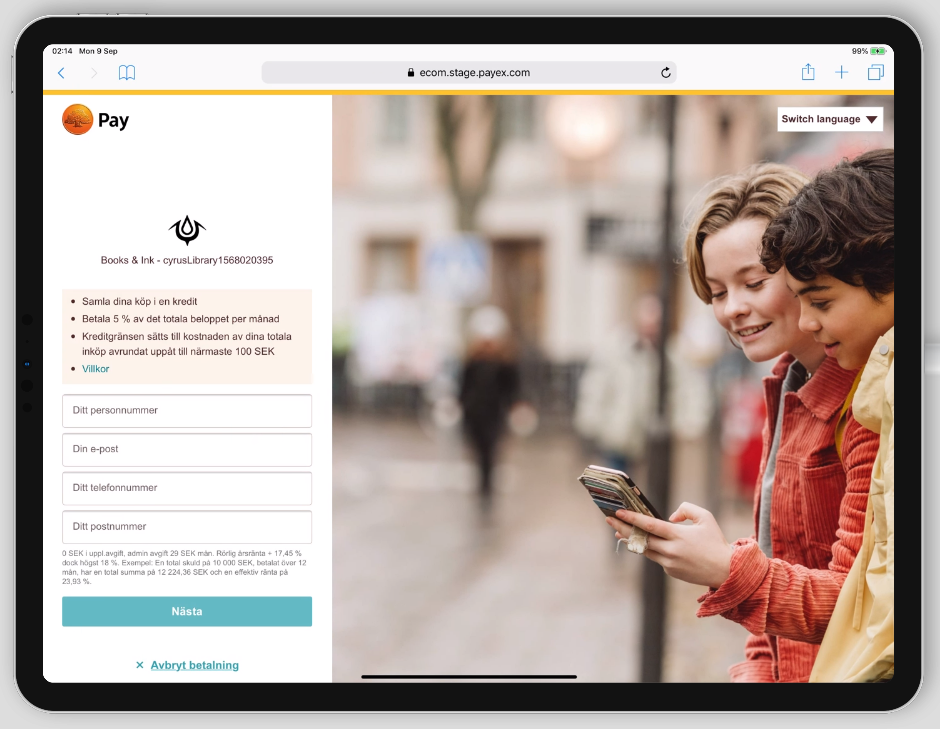 02:14 Mon 9 Sep
99%
ecom.stage.payex.com
Pay
Switch language
Books & Ink - cyrusLibrary1568020395
Samla dina köp i en kredit
Betala 5 % av det totala beloppet per månad
Kreditgränsen sätts till kostnaden av dina totala
inköp avrundat uppåt till närmaste 100 SEK
Villkor
Ditt personnummer
Din e-post
Ditt telefonnummer
Ditt postnummer
0 SEK i uppl.avgift, admin avgift 29 SEK mån. Rörlig årsränta + 17,45 %
dock högst 18 %. Exempel: En total skuld på 10 000 SEK, betalat över 12
mån, har en total summa på 12 224,36 SEK och en effektiv ränta på
23,93 %.
Nästa
× Avbryt betalning